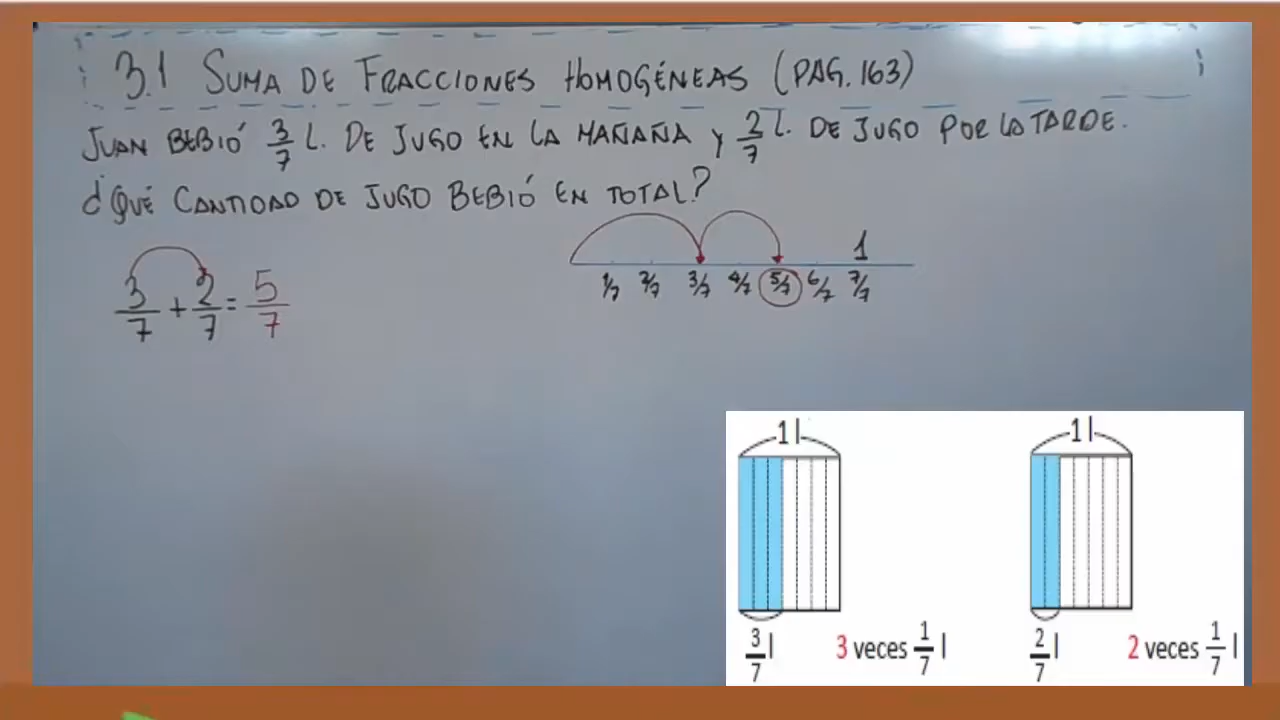 3.1 SUMA DE FRACCIONES HOMOGÉNEAS (PAG. 163)
JUAN BEBIÓ 3/7 L. DE JUGO EN LA MAÑAÑA y 2/7 L. DE JUGO POR LA TARDE.
¿QUÉ CANTIDAD DE JUGO BEBIÓ EN TOTAL?
3/7 + 2/7 = 5/7
1
1/7 2/7 3/7 4/7 5/7 6/7 7/7
1 l 1 l
3/7 l 3 veces 1/7 l 2/7 l 2 veces 1/7 l